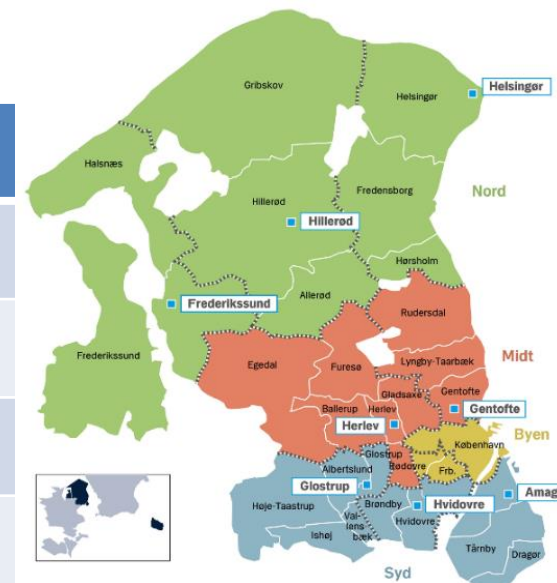 Gribskov
Helsingør
Helsingør
Halsnæs
Fredensborg
Nord
Hillerød
Hillerød
Hørsholm
Frederikssund
Allerød
Rudersdal
Frederikssund
Egedal
Furesø
Lyngby-Taarbæk
Midt
Gladsaxe
Gentofte
Ballerup
Herlev
Gentofte
Herlev
Byen
København
Glostrup
Albertslund
Rødovre
Frb.
Glostrup
Høje-Taastrup
Brøndby
Hvidovre
Amag
Val-
lens
bæk
Hvidovre
Ishøj
Tårnby
Dragør
Syd